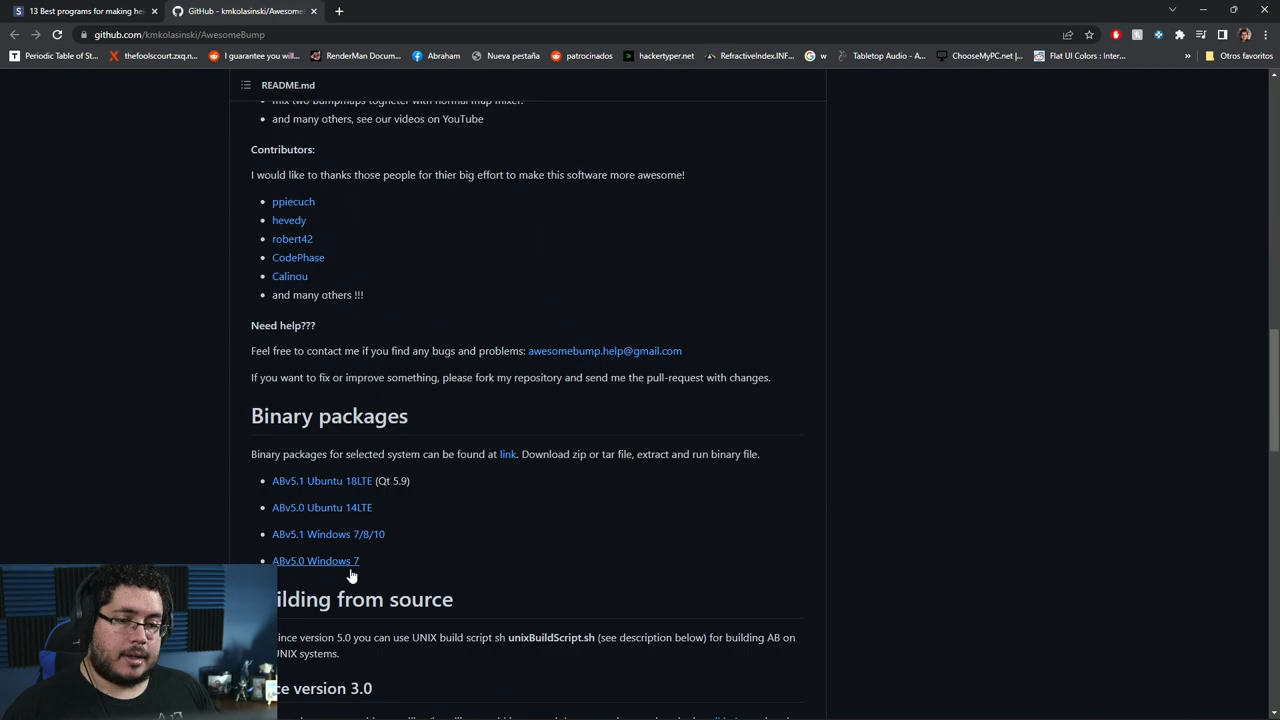 13 Best programs for making he
GitHub - kmkolasinski/Awesome
github.com/kmkolasinski/AwesomeBump
Periodic Table of St...
thefoolscourt.zxq.n...
I guarantee you will...
RenderMan Docum...
Abraham
Nueva pestaña
patrocinados
hackertyper.net
RefractiveIndex.INF...
w
Tabletop Audio - A...
ChooseMyPC.net |...
Flat UI Colors : Inter...
»
Otros favoritos
README.md
mix two bumpmaps togheter with normal map mixer.
and many others, see our videos on YouTube
Contributors:
I would like to thanks those people for thier big effort to make this software more awesome!
ppiecuch
hevedy
robert42
CodePhase
Calinou
and many others !!!
Need help???
Feel free to contact me if you find any bugs and problems: awesomebump.help@gmail.com
If you want to fix or improve something, please fork my repository and send me the pull-request with changes.
Binary packages
Binary packages for selected system can be found at link. Download zip or tar file, extract and run binary file.
ABv5.1 Ubuntu 18LTE (Qt 5.9)
ABv5.0 Ubuntu 14LTE
ABv5.1 Windows 7/8/10
ABv5.0 Windows 7
ilding from source
ince version 5.0 you can use UNIX build script sh unixBuildScript.sh (see description below) for building AB on
NIX systems.
ce version 3.0